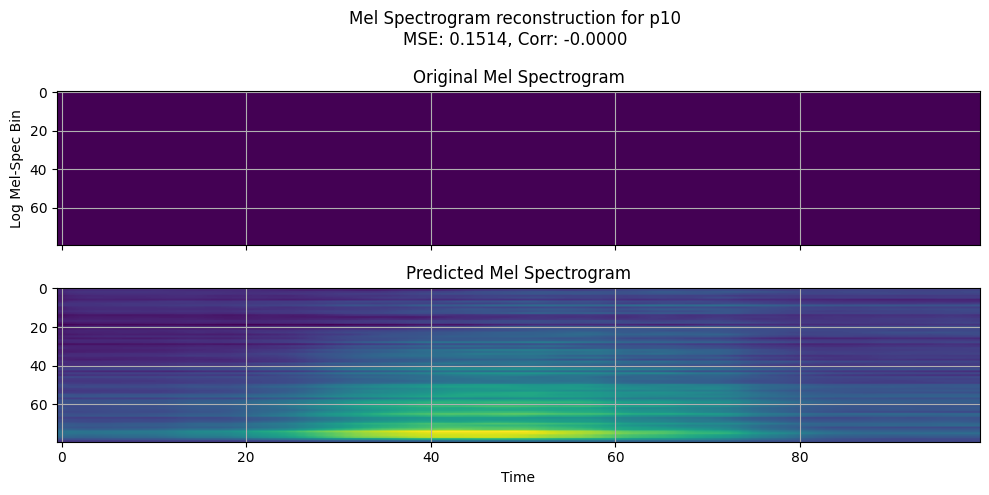 Mel Spectrogram reconstruction for p10
MSE: 0.1514, Corr: -0.0000
Original Mel Spectrogram
0
20
40
60
Log Mel-Spec Bin
Predicted Mel Spectrogram
0
20
40
60
0 20 40 60 80
Time